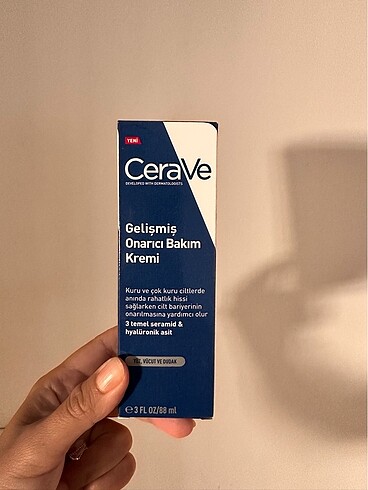 YENİ
CeraVe
DEVELOPED WITH DERMATOLOGISTS
Gelişmiş
Onarıcı Bakım
Kremi
Kuru ve çok kuru ciltlerde
anında rahatlık hissi
sağlarken cilt bariyerinin
onarılmasına yardımcı olur
3 temel seramid &
hyalüronik asit
YÜZ, VÜCUT VE DUDAK
℮ 3 FL OZ/88 ml